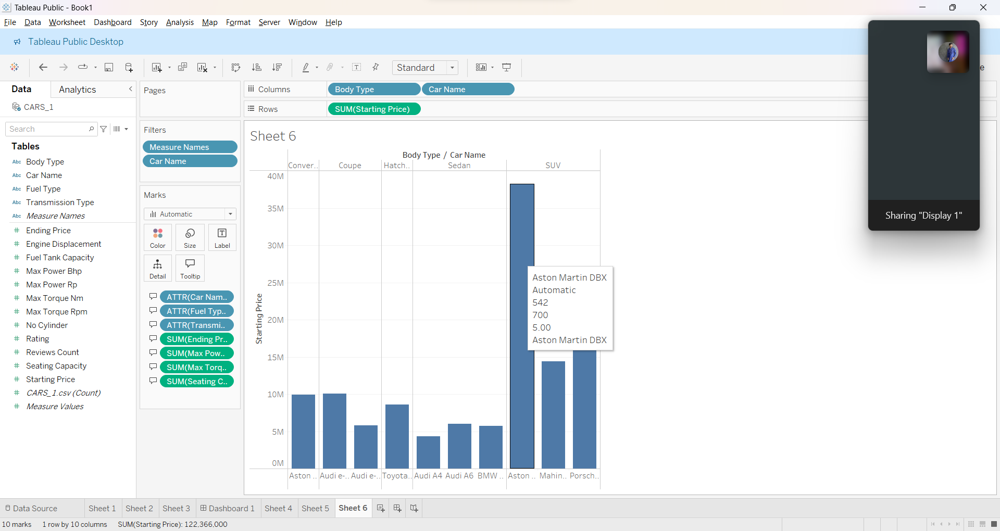 Tableau Public - Book1
File Data Worksheet Dashboard Story Analysis Map Format Server Window Help
Tableau Public Desktop
Standard
e
Data Analytics
CARS_1
Search
Tables
Abc Body Type
Abc Car Name
Abc Fuel Type
Abc Transmission Type
Abc Measure Names
# Ending Price
# Engine Displacement
# Fuel Tank Capacity
# Max Power Bhp
# Max Power Rp
# Max Torque Nm
# Max Torque Rpm
# No Cylinder
# Rating
# Reviews Count
# Seating Capacity
# Starting Price
# CARS_1.csv (Count)
# Measure Values
Pages
Filters
Measure Names
Car Name
Marks
Automatic
Color Size Label
Detail Tooltip
ATTR(Car Nam..
ATTR(Fuel Typ..
ATTR(Transmi..
SUM(Ending Pr..
SUM(Max Pow..
SUM(Max Torq..
SUM(Seating C..
Columns Body Type Car Name
Rows SUM(Starting Price)
Sheet 6
Body Type / Car Name
Conver.. Coupe Hatch.. Sedan SUV
Starting Price
40M
35M
30M
25M
20M
15M
10M
5M
0M
Aston .. Audi e-.. Audi e-.. Toyota.. Audi A4 Audi A6 BMW .. Aston .. Mahin.. Porsch..
Aston Martin DBX
Automatic
542
700
5.00
Aston Martin DBX
Sharing "Display 1"
Data Source Sheet 1 Sheet 2 Sheet 3 Dashboard 1 Sheet 4 Sheet 5 Sheet 6
10 marks 1 row by 10 columns SUM(Starting Price): 122,366,000